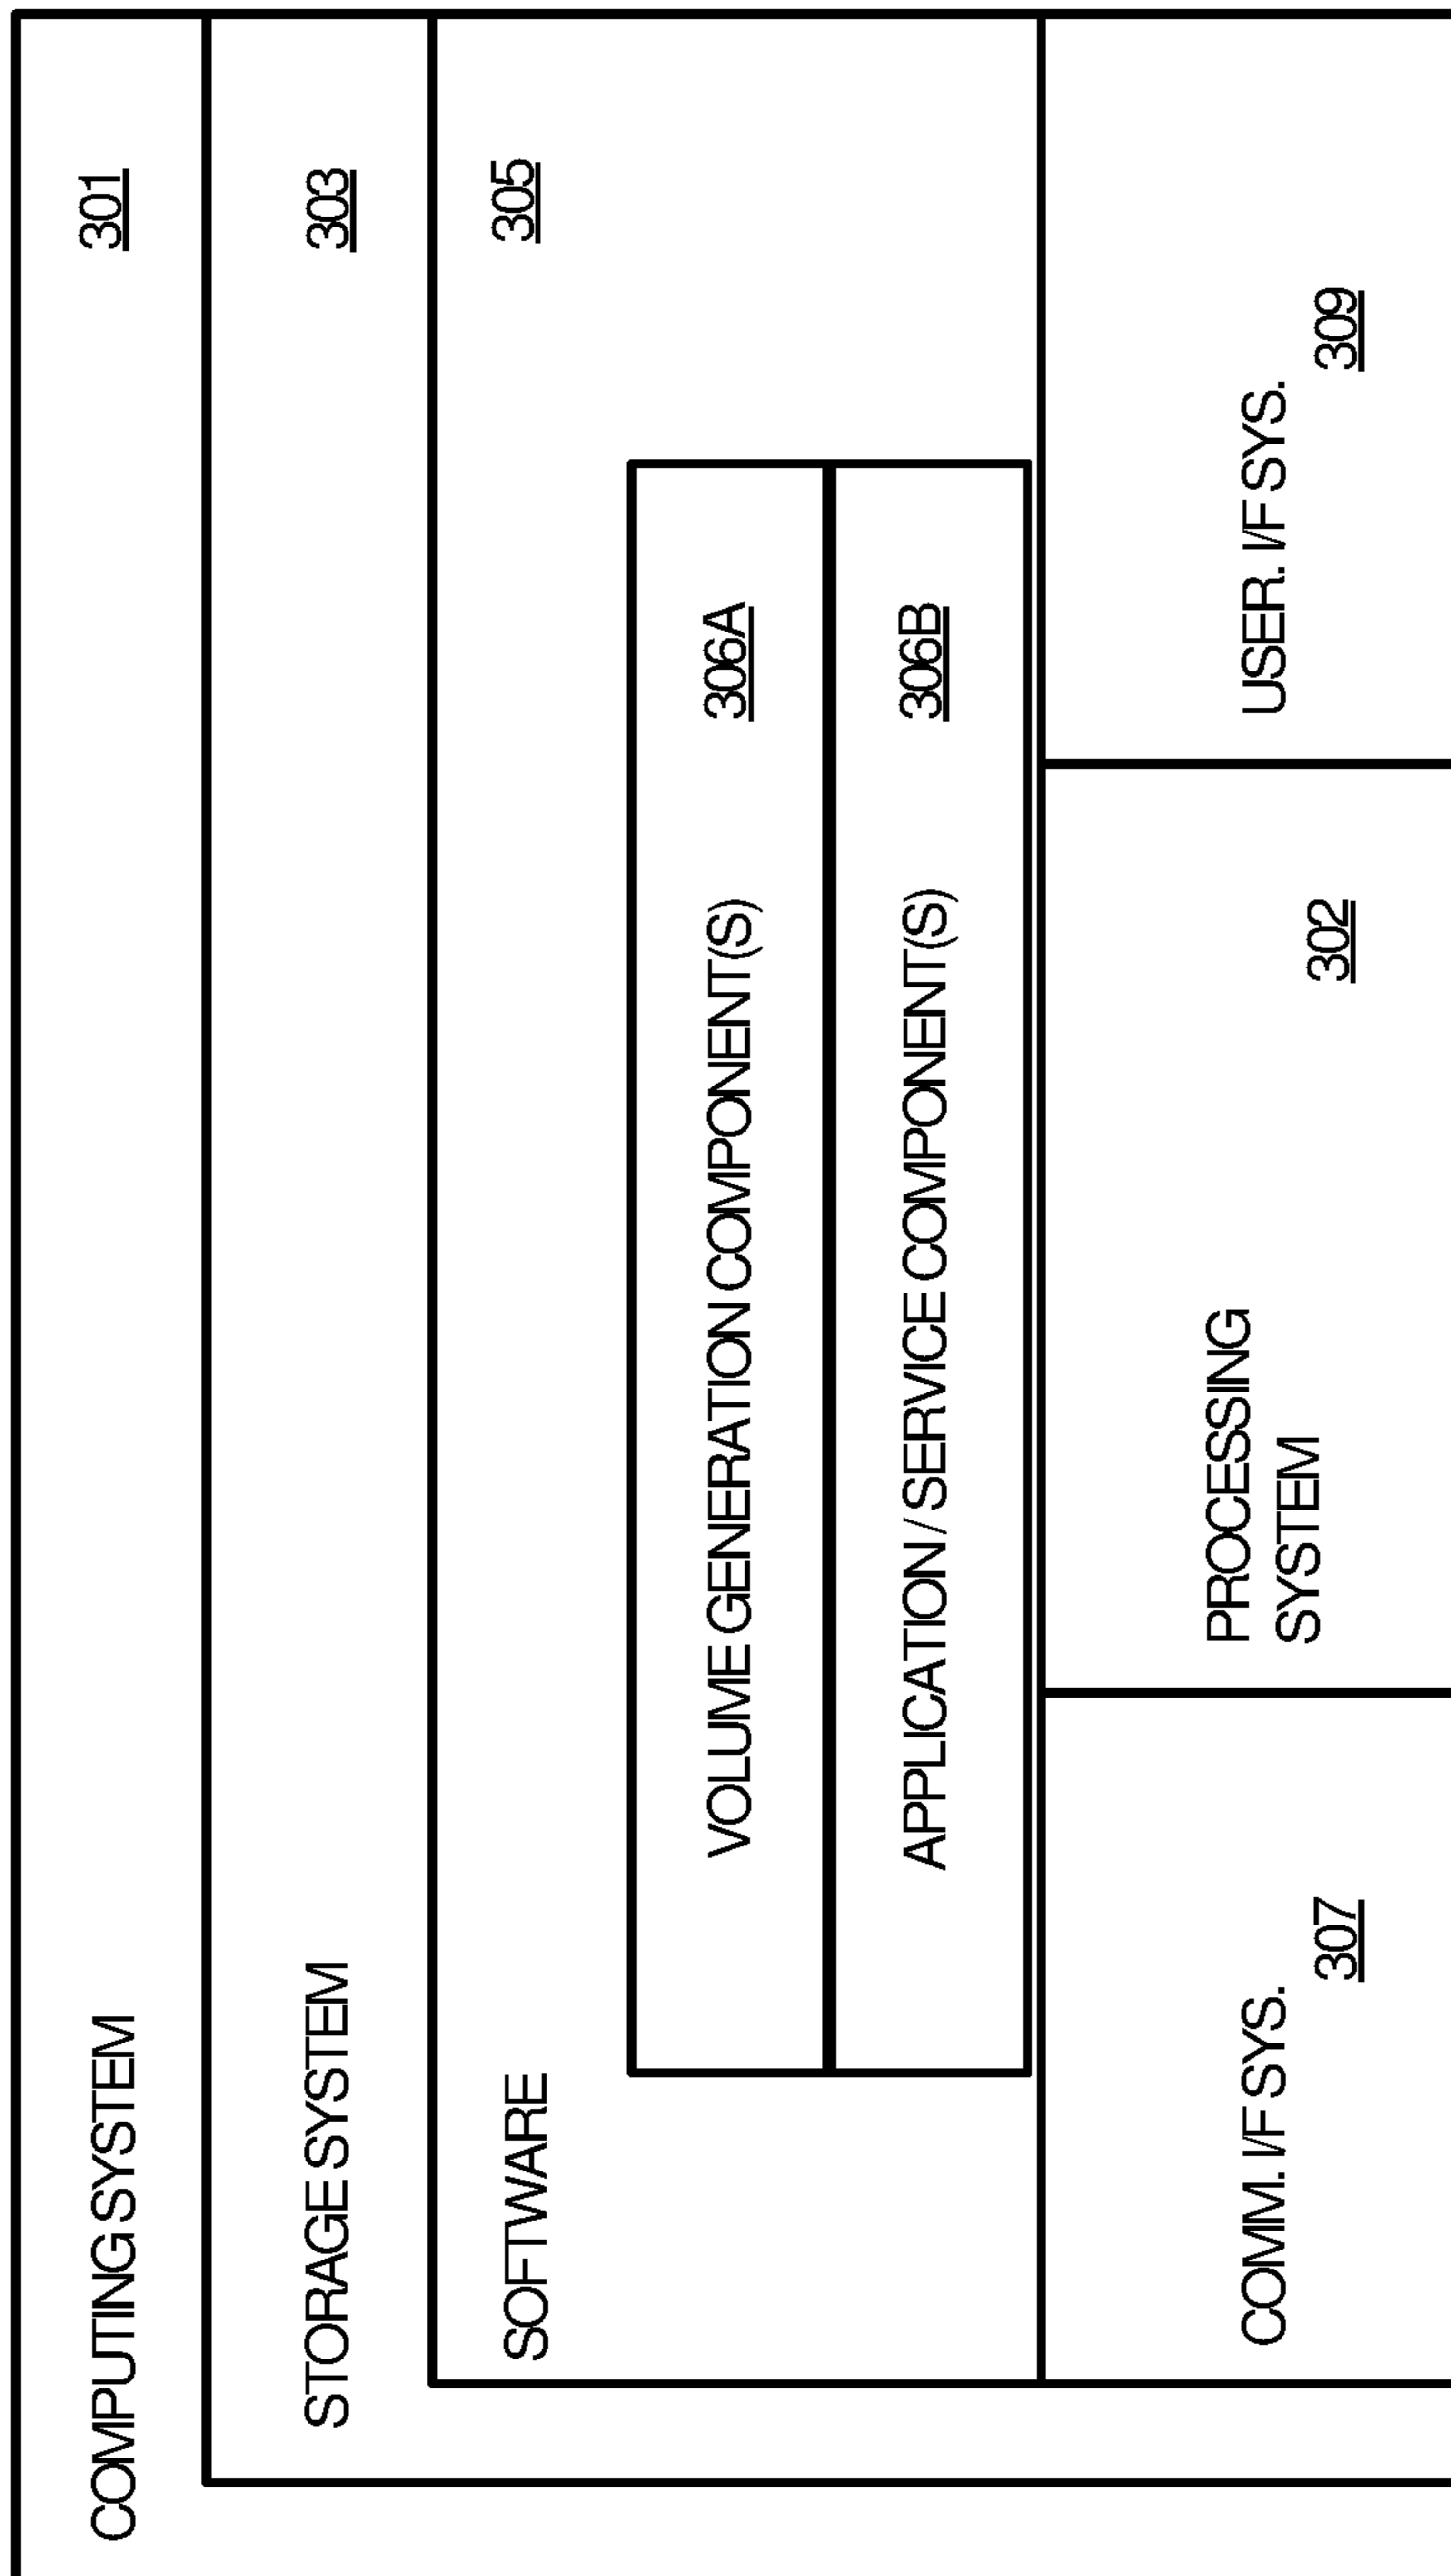 COMPUTING SYSTEM 301
STORAGE SYSTEM 303
SOFTWARE 305
VOLUME GENERATION COMPONENT(S) 306A
APPLICATION / SERVICE COMPONENT(S) 306B
COMM. I/F SYS.
307
PROCESSING
SYSTEM
302
USER. I/F SYS.
309